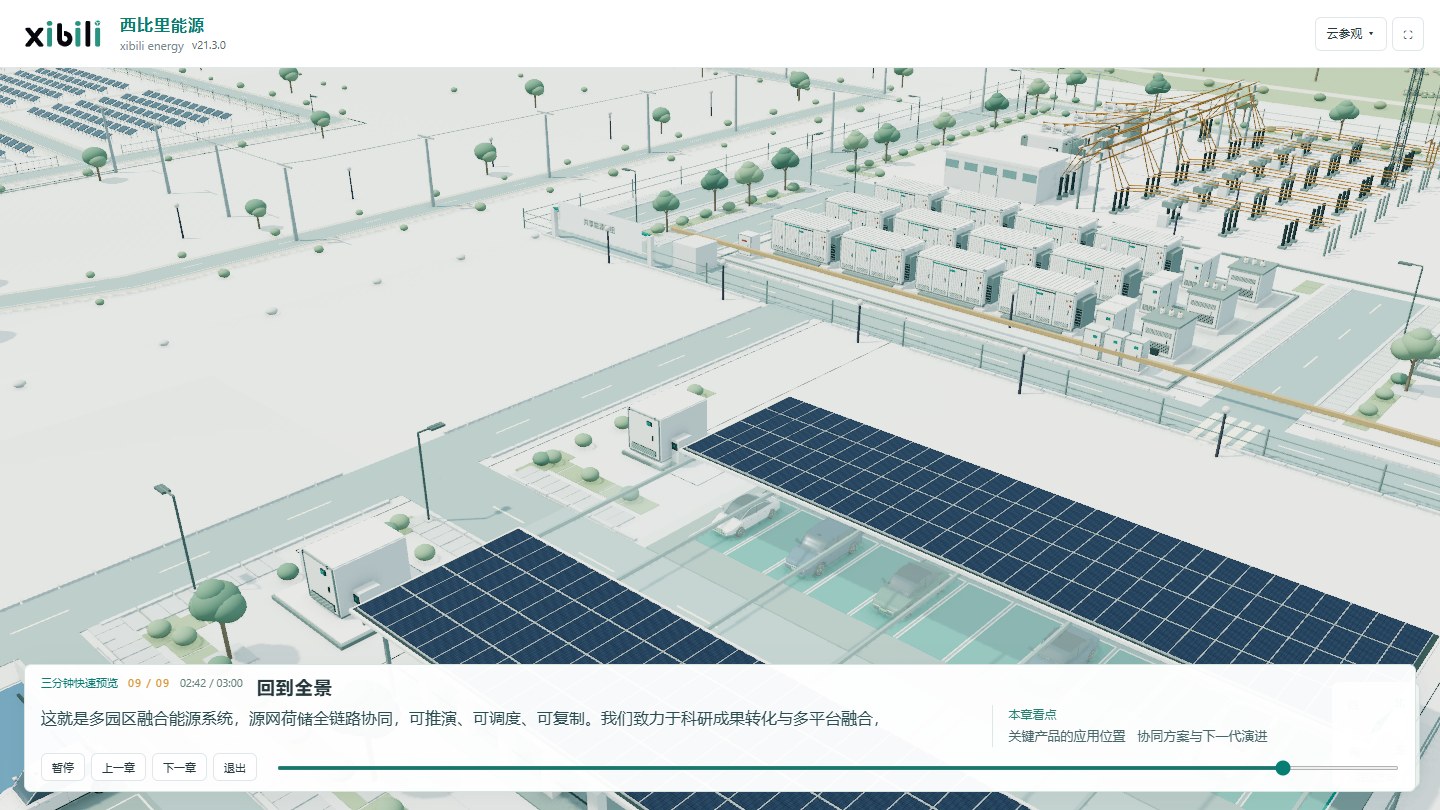 xibili
西比里能源
xibili energy v21.3.0
云参观
三分钟快速预览 09 / 09 02:42 / 03:00 回到全景
这就是多园区融合能源系统，源网荷储全链路协同，可推演、可调度、可复制。我们致力于科研成果转化与多平台融合，
本章看点
关键产品的应用位置 协同方案与下一代演进
暂停 上一章 下一章 退出